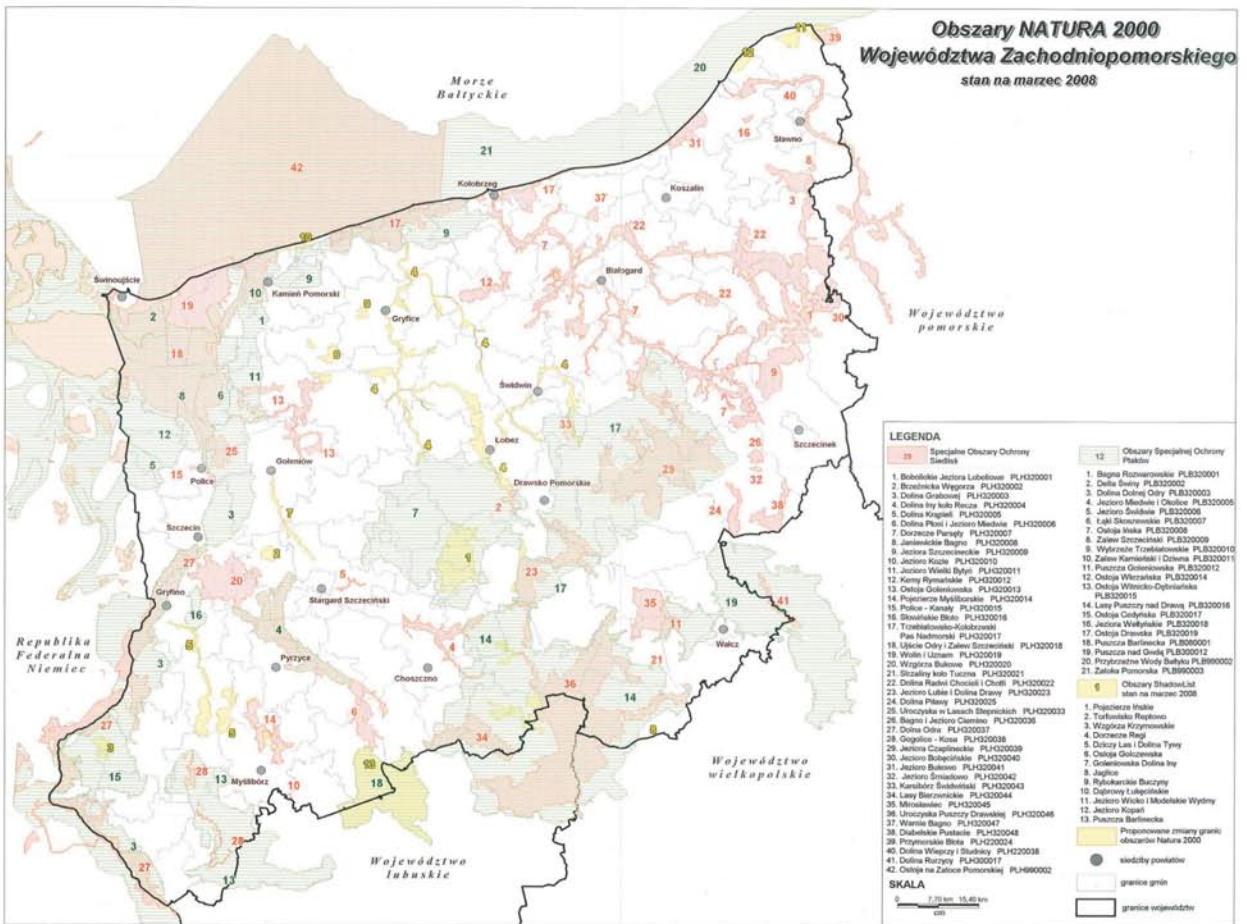 Obszary NATURA 2000
Województwa Zachodniopomorskiego
stan na marzec 2008
Morze
Bałtyckie
Kołobrzeg
Koszalin
Sławno
Świnoujście
Kamień Pomorski
Gryfice
Białogard
Województwo
pomorskie
Świdwin
Łobez
Szczecinek
Goleniów
Police
Drawsko Pomorskie
Szczecin
Stargard Szczeciński
Gryfino
Republika
Federalna
Niemiec
Pyrzyce
Choszczno
Wałcz
Myślibórz
Województwo
wielkopolskie
Województwo
lubuskie
LEGENDA
39 Specjalne Obszary Ochrony
Siedlisk
1. Bobolickie Jeziora Lobeliowe PLH320001
2. Brzeźnicka Węgorza PLH320002
3. Dolina Grabowej PLH320003
4. Dolina Iny koło Recza PLH320004
5. Dolina Krąpieli PLH320005
6. Dolina Płoni i Jezioro Miedwie PLH320006
7. Dorzecze Parsęty PLH320007
8. Janiewickie Bagno PLH320008
9. Jeziora Szczecineckie PLH320009
10. Jezioro Kozie PLH320010
11. Jezioro Wielki Bytyń PLH320011
12. Kemy Rymańskie PLH320012
13. Ostoja Goleniowska PLH320013
14. Pojezierze Myśliborskie PLH320014
15. Police - Kanały PLH320015
16. Słowińskie Błoto PLH320016
17. Trzebiatowsko-Kołobrzeski
Pas Nadmorski PLH320017
18. Ujście Odry i Zalew Szczeciński PLH320018
19. Wolin i Uznam PLH320019
20. Wzgórza Bukowe PLH320020
21. Strzaliny koło Tuczna PLH320021
22. Dolina Radwi Chocieli i Chotli PLH320022
23. Jezioro Lubie i Dolina Drawy PLH320023
24. Dolina Piławy PLH320025
25. Uroczyska w Lasach Stepnickich PLH320033
26. Bagno i Jezioro Ciemino PLH320036
27. Dolna Odra PLH320037
28. Gogolice - Kosa PLH320038
29. Jeziora Czaplineckie PLH320039
30. Jezioro Bobęcińskie PLH320040
31. Jezioro Bukowo PLH320041
32. Jezioro Śmiadowo PLH320042
33. Karsibórz Świdwiński PLH320043
34. Lasy Bierzwnickie PLH320044
35. Mirosławiec PLH320045
36. Uroczyska Puszczy Drawskiej PLH320046
37. Warnie Bagno PLH320047
38. Diabelskie Pustacie PLH320048
39. Przymorskie Błota PLH220024
40. Dolina Wieprzy i Studnicy PLH220038
41. Dolina Rurzycy PLH300017
42. Ostoja na Zatoce Pomorskiej PLH990002
SKALA
0 7,70 km 15,40 km
cm
12 Obszary Specjalnej Ochrony
Ptaków
1. Bagna Rozwarowskie PLB320001
2. Delta Świny PLB320002
3. Dolina Dolnej Odry PLB320003
4. Jezioro Miedwie i Okolice PLB320005
5. Jezioro Świdwie PLB320006
6. Łąki Skoszewskie PLB320007
7. Ostoja Ińska PLB320008
8. Zalew Szczeciński PLB320009
9. Wybrzeże Trzebiatowskie PLB320010
10. Zalew Kamieński i Dziwna PLB320011
11. Puszcza Goleniowska PLB320012
12. Ostoja Wkrzańska PLB320014
13. Ostoja Witnicko-Dębniańska
PLB320015
14. Lasy Puszczy nad Drawą PLB320016
15. Ostoja Cedyńska PLB320017
16. Jeziora Wełtyńskie PLB320018
17. Ostoja Drawska PLB320019
18. Puszcza Barlinecka PLB080001
19. Puszcza nad Gwdą PLB300012
20. Przybrzeżne Wody Bałtyku PLB990002
21. Zatoka Pomorska PLB990003
Obszary ShadowList
stan na marzec 2008
1. Pojezierze Ińskie
2. Torfowisko Reptowo
3. Wzgórza Krzymowskie
4. Dorzecze Regi
5. Dziczy Las i Dolina Tywy
6. Ostoja Golczewska
7. Goleniowska Dolina Iny
8. Jaglice
9. Rybokarckie Buczyny
10. Dąbrowy Łukęcińskie
11. Jezioro Wicko i Modelskie Wydmy
12. Jezioro Kopań
13. Puszcza Barlinecka
Proponowane zmiany granic
obszarów Natura 2000
siedziby powiatów
granice gmin
granice województw